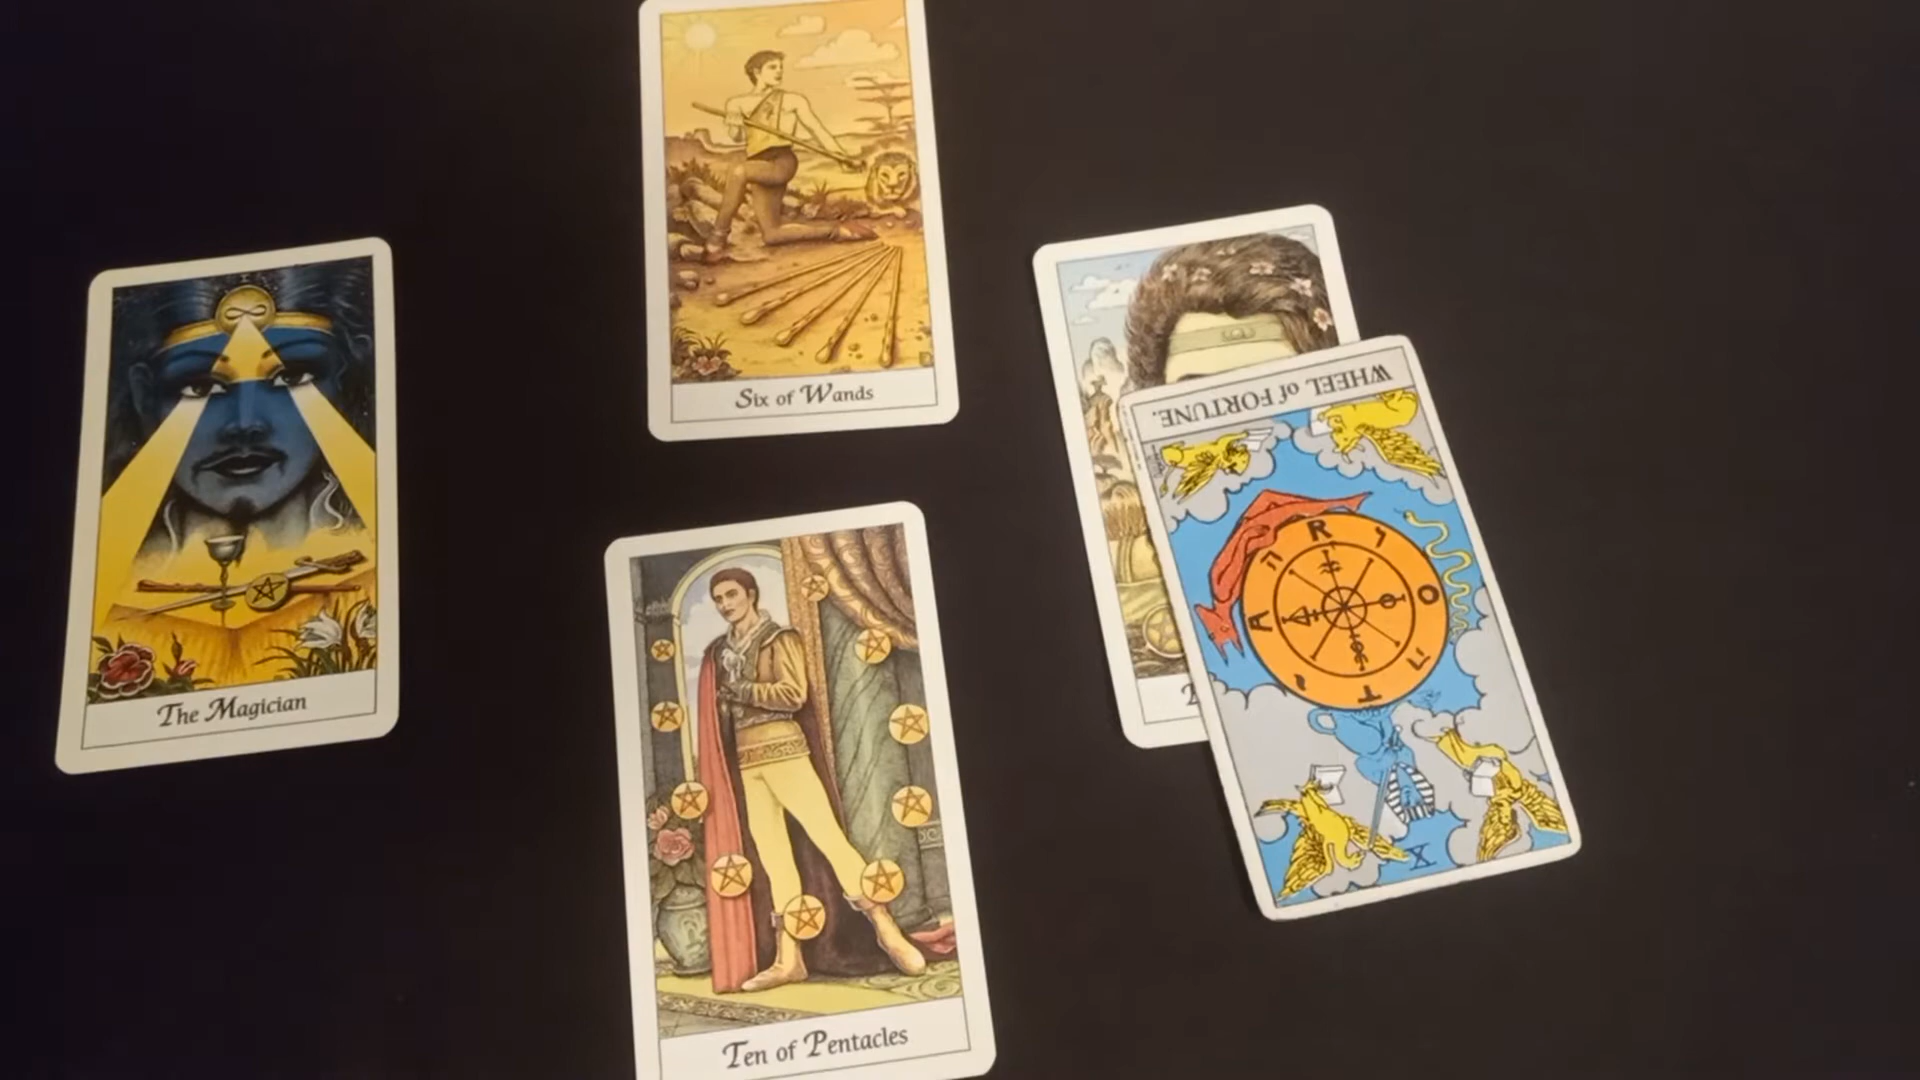 The Magician
Six of Wands
Ten of Pentacles
WHEEL of FORTUNE.
X